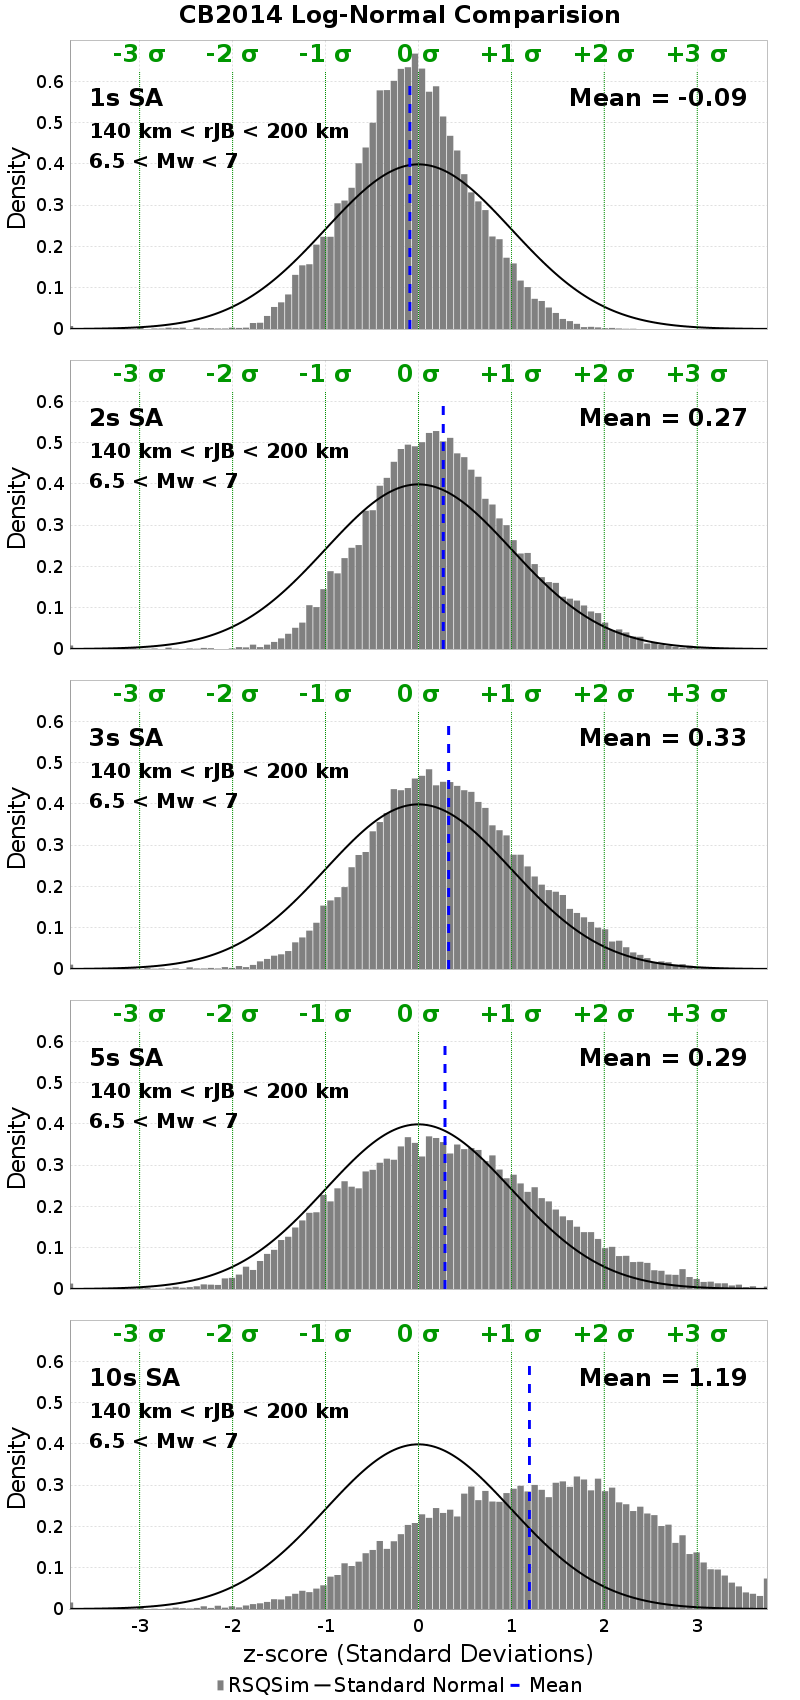 CB2014 Log-Normal Comparision
-3 σ -2 σ -1 σ 0 σ +1 σ +2 σ +3 σ
1s SA
Mean = -0.09
140 km < rJB < 200 km
6.5 < Mw < 7
0.6
0.5
0.4
0.3
0.2
0.1
0
Density
-3 σ -2 σ -1 σ 0 σ +1 σ +2 σ +3 σ
2s SA
Mean = 0.27
140 km < rJB < 200 km
6.5 < Mw < 7
0.6
0.5
0.4
0.3
0.2
0.1
0
Density
-3 σ -2 σ -1 σ 0 σ +1 σ +2 σ +3 σ
3s SA
Mean = 0.33
140 km < rJB < 200 km
6.5 < Mw < 7
0.6
0.5
0.4
0.3
0.2
0.1
0
Density
-3 σ -2 σ -1 σ 0 σ +1 σ +2 σ +3 σ
5s SA
Mean = 0.29
140 km < rJB < 200 km
6.5 < Mw < 7
0.6
0.5
0.4
0.3
0.2
0.1
0
Density
-3 σ -2 σ -1 σ 0 σ +1 σ +2 σ +3 σ
10s SA
Mean = 1.19
140 km < rJB < 200 km
6.5 < Mw < 7
0.6
0.5
0.4
0.3
0.2
0.1
0
Density
-3 -2 -1 0 1 2 3
z-score (Standard Deviations)
RSQSim Standard Normal Mean